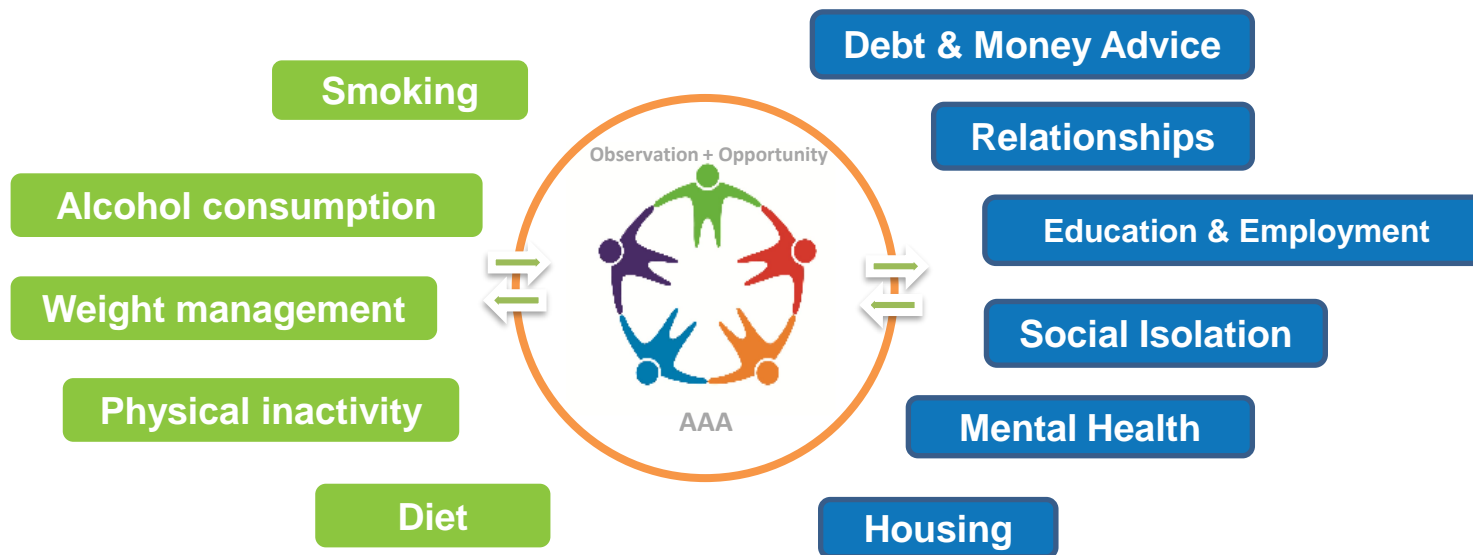 Smoking
Alcohol consumption
Weight management
Physical inactivity
Diet
Observation + Opportunity
AAA
Debt & Money Advice
Relationships
Education & Employment
Social Isolation
Mental Health
Housing